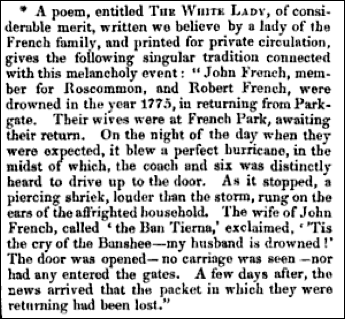 * A poem, entitled THE WHITE LADY, of consi-
derable merit, written we believe by a lady of the
French family, and printed for private circulation,
gives the following singular tradition connected
with this melancholy event: “John French, mem-
ber for Roscommon, and Robert French, were
drowned in the year 1775, in returning from Park-
gate. Their wives were at French Park, awaiting
their return. On the night of the day when they
were expected, it blew a perfect hurricane, in the
midst of which, the coach and six was distinctly
heard to drive up to the door. As it stopped, a
piercing shriek, louder than the storm, rung on the
ears of the affrighted household. The wife of John
French, called ‘the Ban Tierna,’ exclaimed, ‘'Tis
the cry of the Banshee—my husband is drowned!’
The door was opened—no carriage was seen—nor
had any entered the gates. A few days after, the
news arrived that the packet in which they were
returning had been lost.”